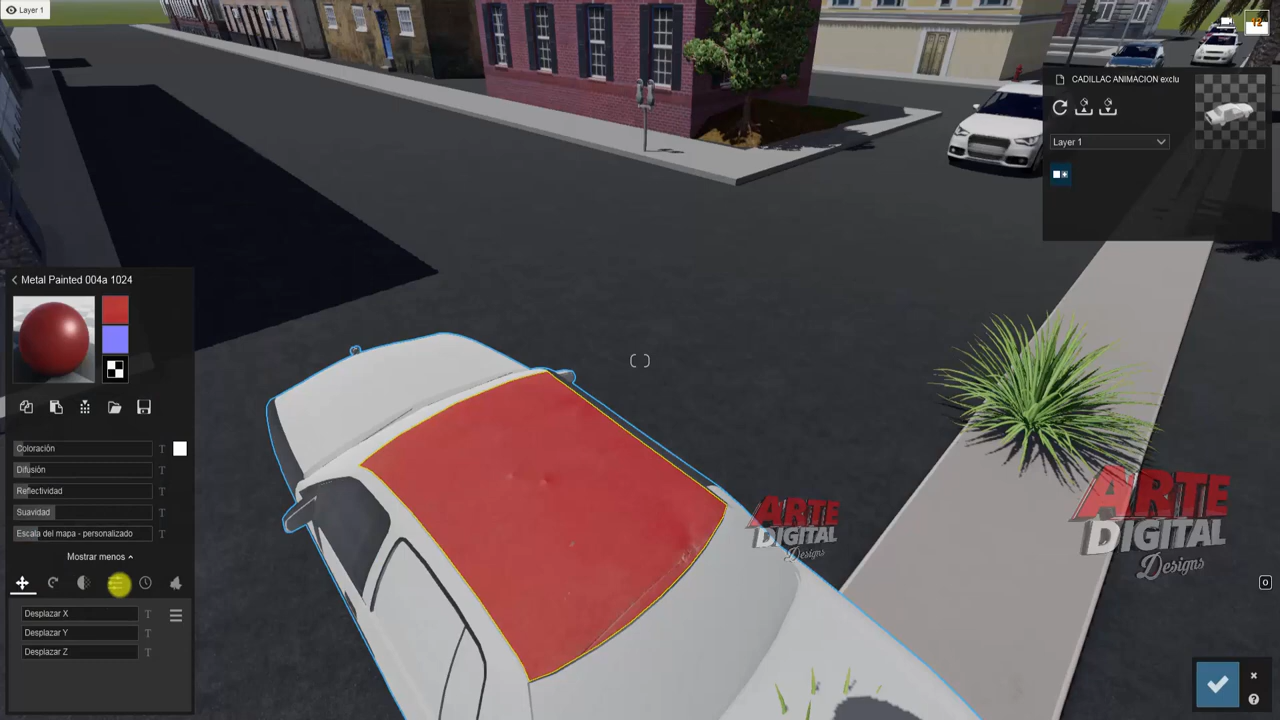 Layer 1
12
CADILLAC ANIMACION exclu
Layer 1
Metal Painted 004a 1024
Coloración T
Difusión T
Reflectividad T
Suavidad T
Escala del mapa - personalizado T
Mostrar menos
Desplazar X T
Desplazar Y T
Desplazar Z T
ARTE
DIGITAL
Designs
ARTE
DIGITAL
Designs
O
?